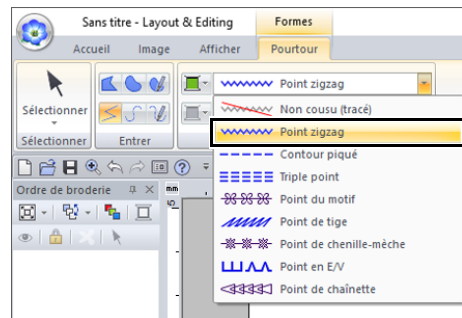 Sans titre - Layout & Editing
Formes
Accueil Image Afficher Pourtour
Point zigzag
Sélectionner
Non cousu (tracé)
Point zigzag
Sélectionner Entrer
Contour piqué
Triple point
Ordre de broderie
mm
Point du motif
Point de tige
Point de chenille-mèche
Point en E/V
Point de chaînette